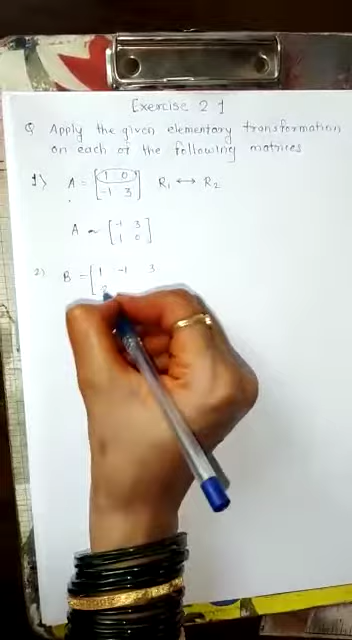 Exercise 2 1
Q Apply the given elementary transformation
on each of the following matrices
1) A = [ 1 0 R₁ ↔ R₂
-1 3 ]
A ~ [ -1 3
1 0 ]
2) B = [ 1 -1 3
2